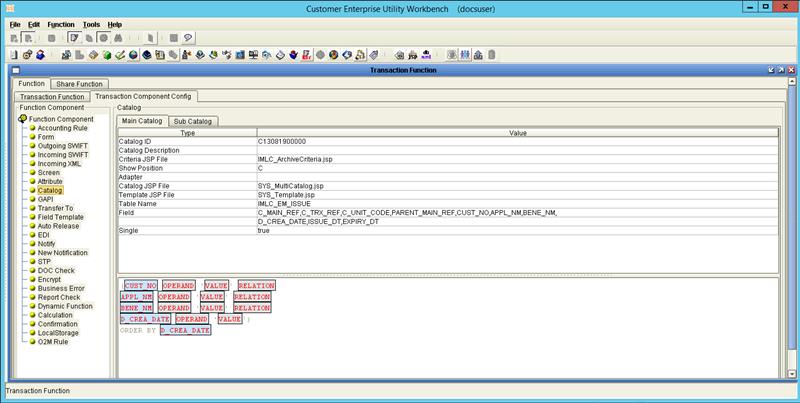 Customer Enterprise Utility Workbench (docsuser)
File Edit Function Tools Help
Transaction Function
Function Share Function
Transaction Function Transaction Component Config
Function Component
Function Component
Accounting Rule
Form
Outgoing SWIFT
Incoming SWIFT
Incoming XML
Screen
Attribute
Catalog
GAPI
Transfer To
Field Template
Auto Release
EDI
Notify
New Notification
STP
DOC Check
Encrypt
Business Error
Report Check
Dynamic Function
Calculation
Confirmation
LocalStorage
O2M Rule
Catalog
Main Catalog Sub Catalog
Type Value
Catalog ID C13081900000
Catalog Description
Criteria JSP File IMLC_ArchiveCriteria.jsp
Show Position C
Adapter
Catalog JSP File SYS_MultiCatalog.jsp
Template JSP File SYS_Template.jsp
Table Name IMLC_EM_ISSUE
Field C_MAIN_REF,C_TRX_REF,C_UNIT_CODE,PARENT_MAIN_REF,CUST_NO,APPL_NM,BENE_NM,
D_CREA_DATE,ISSUE_DT,EXPIRY_DT
Single true
(CUST_NO OPERAND 'VALUE' RELATION
APPL_NM OPERAND 'VALUE' RELATION
BENE_NM OPERAND 'VALUE' RELATION
D_CREA_DATE OPERAND 'VALUE')
ORDER BY D_CREA_DATE
Transaction Function